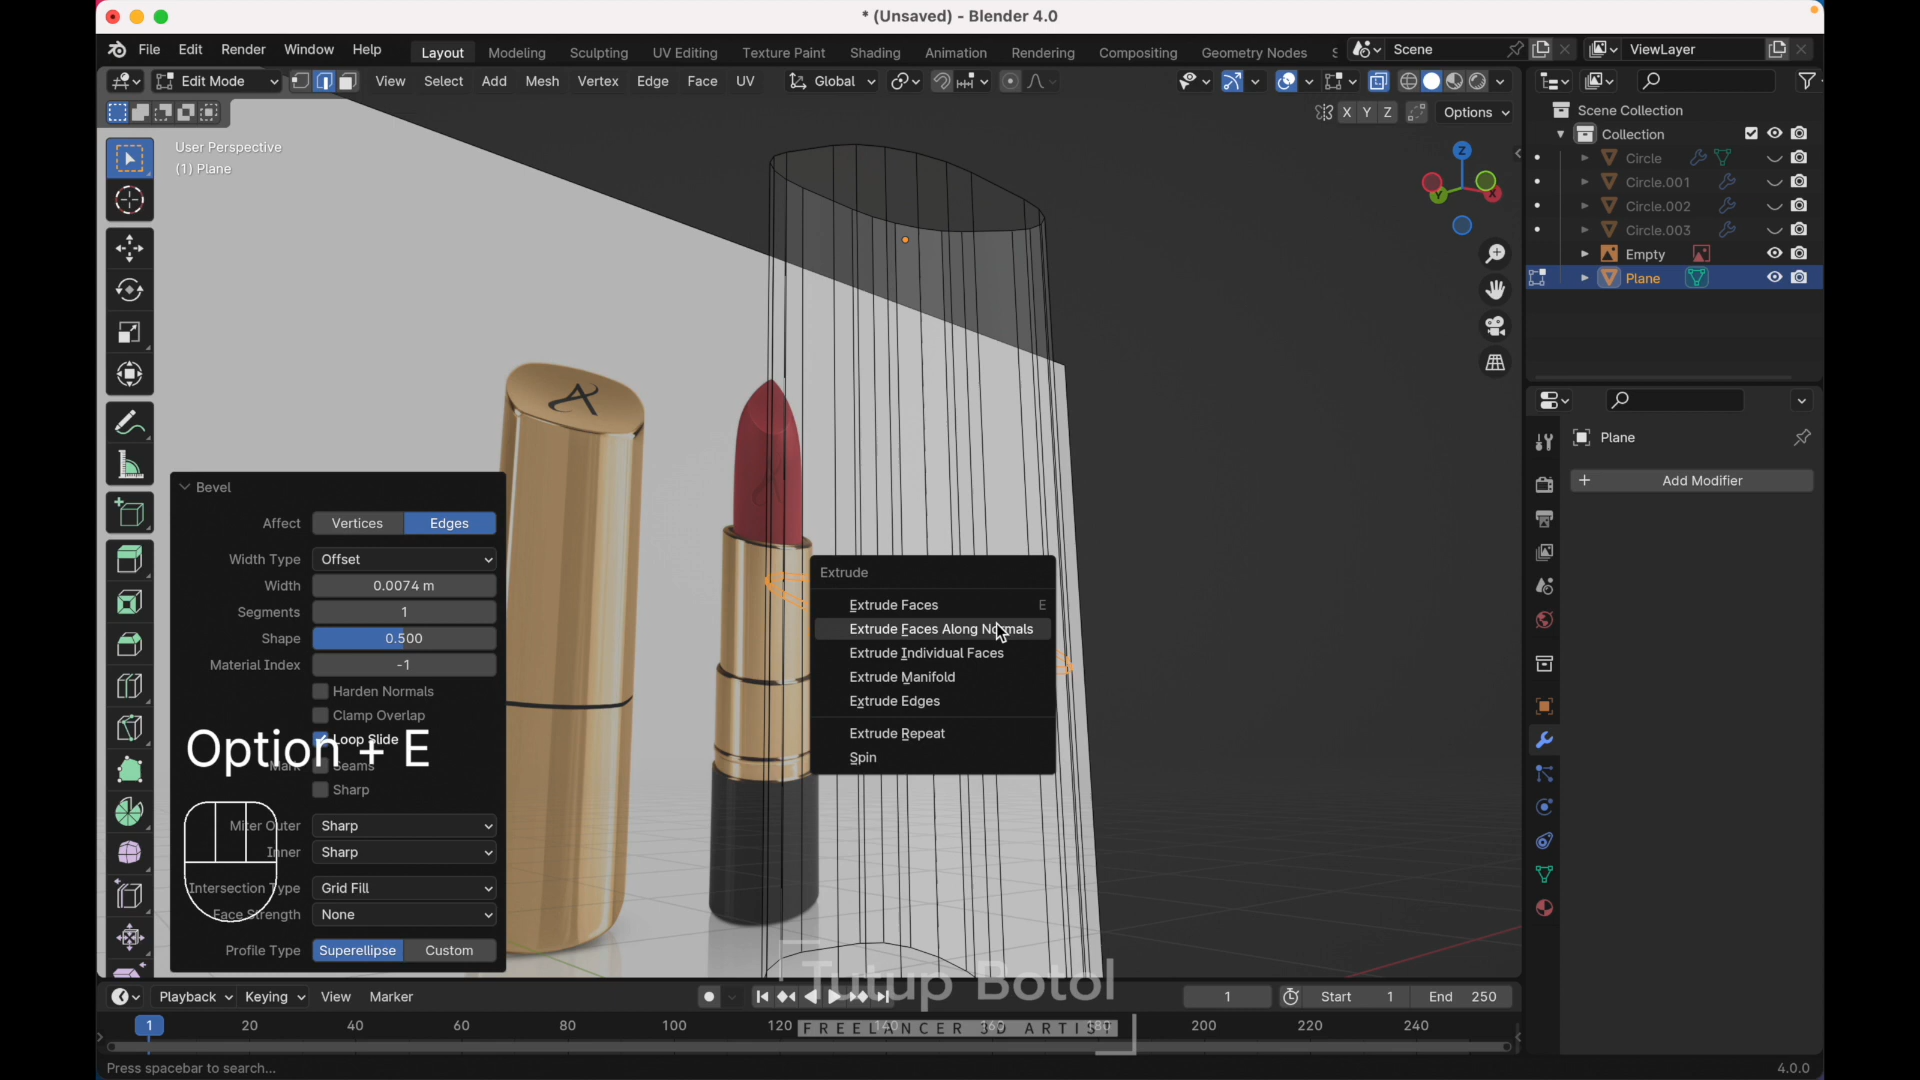 * (Unsaved) - Blender 4.0
File Edit Render Window Help Layout Modeling Sculpting UV Editing Texture Paint Shading Animation Rendering Compositing Geometry Nodes Scene ViewLayer
Edit Mode View Select Add Mesh Vertex Edge Face UV Global
X Y Z Options
User Perspective
(1) Plane
Z
Y
X
Scene Collection
Collection
Circle
Circle.001
Circle.002
Circle.003
Empty
Plane
Plane
Add Modifier
Bevel
Affect Vertices Edges
Width Type Offset
Width 0.0074 m
Segments 1
Shape 0.500
Material Index -1
Harden Normals
Clamp Overlap
Loop Slide
Mark Seams
Sharp
Miter Outer Sharp
Inner Sharp
Intersection Type Grid Fill
Face Strength None
Profile Type Superellipse Custom
Option + E
Extrude
Extrude Faces E
Extrude Faces Along Normals
Extrude Individual Faces
Extrude Manifold
Extrude Edges
Extrude Repeat
Spin
Tutup Botol
FREELANCER 3D ARTIST
Playback Keying View Marker 1 Start 1 End 250
1 20 40 60 80 100 120 140 160 180 200 220 240
Press spacebar to search... 4.0.0